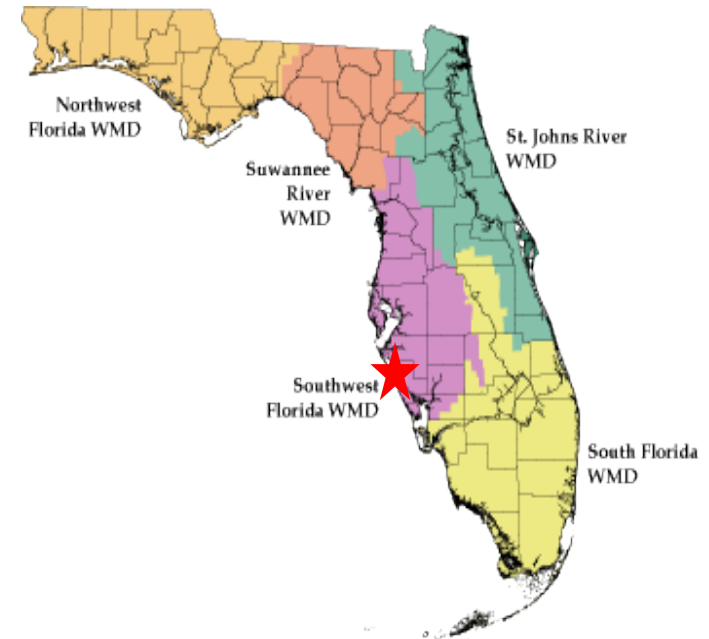 Northwest
Florida WMD
St. Johns River
WMD
Suwannee
River
WMD
Southwest
Florida WMD
South Florida
WMD